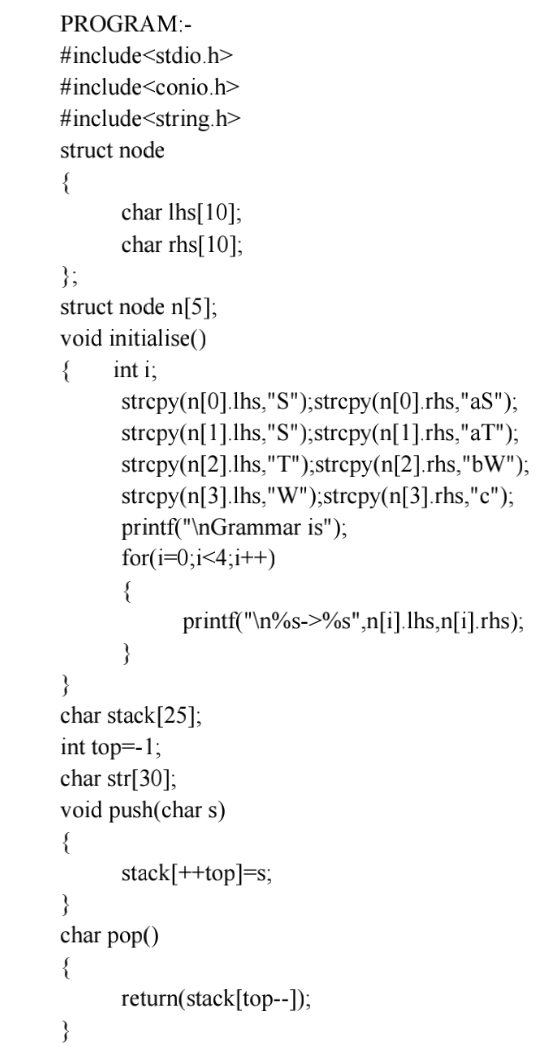 PROGRAM:-
#include<stdio.h>
#include<conio.h>
#include<string.h>
struct node
{
char lhs[10];
char rhs[10];
};
struct node n[5];
void initialise()
{ int i;
strcpy(n[0].lhs,"S");strcpy(n[0].rhs,"aS");
strcpy(n[1].lhs,"S");strcpy(n[1].rhs,"aT");
strcpy(n[2].lhs,"T");strcpy(n[2].rhs,"bW");
strcpy(n[3].lhs,"W");strcpy(n[3].rhs,"c");
printf("\nGrammar is");
for(i=0;i<4;i++)
{
printf("\n%s->%s",n[i].lhs,n[i].rhs);
}
}
char stack[25];
int top=-1;
char str[30];
void push(char s)
{
stack[++top]=s;
}
char pop()
{
return(stack[top--]);
}